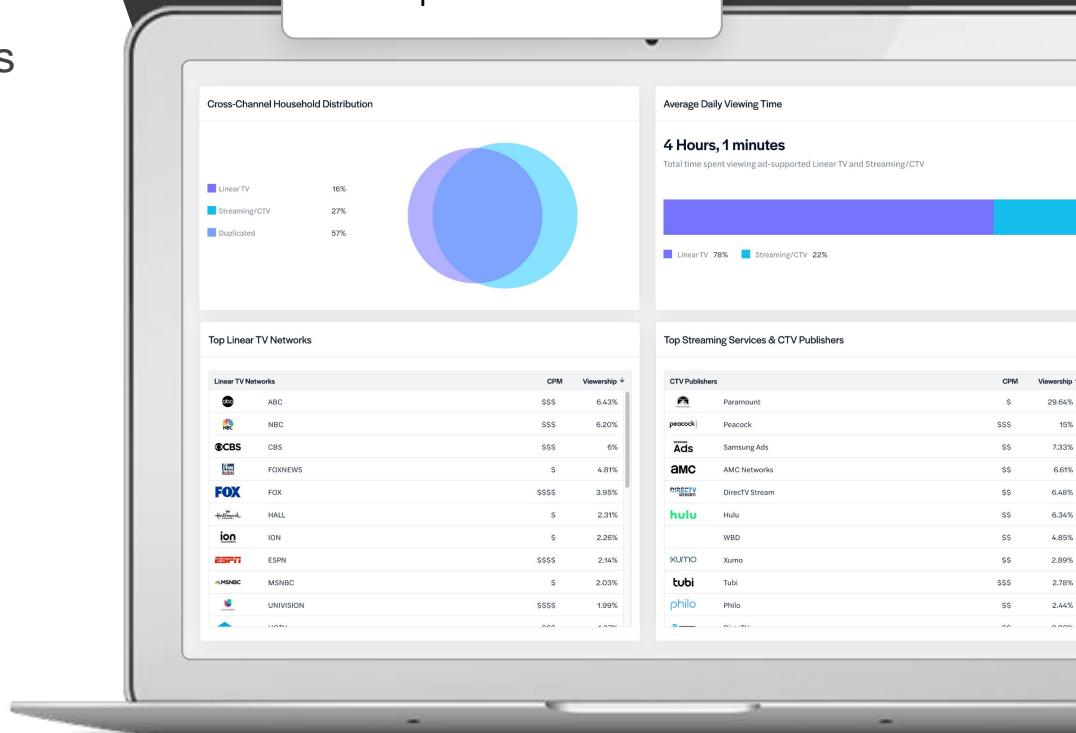 s
Cross-Channel Household Distribution
Linear TV 16%
Streaming/CTV 27%
Duplicated 57%
Average Daily Viewing Time
4 Hours, 1 minutes
Total time spent viewing ad-supported Linear TV and Streaming/CTV
Linear TV 78% Streaming/CTV 22%
Top Linear TV Networks
Linear TV Networks CPM Viewership
abc ABC $$$ 6.43%
NBC NBC $$$ 6.20%
CBS CBS $$$ 6%
FOXNEWS $ 4.81%
FOX FOX $$$$ 3.95%
Hallmark HALL $ 2.31%
ion ION $ 2.26%
ESPN ESPN $$$$ 2.14%
MSNBC MSNBC $ 2.03%
UNIVISION $$$$ 1.99%
Top Streaming Services & CTV Publishers
CTV Publishers CPM Viewership
Paramount $ 29.64%
peacock Peacock $$$ 15%
Ads Samsung Ads $$ 7.33%
aMC AMC Networks $$ 6.61%
DIRECTV stream DirecTV Stream $$ 6.48%
hulu Hulu $$ 6.34%
WBD $$ 4.85%
xumo Xumo $$ 2.89%
tubi Tubi $$$ 2.78%
philo Philo $$ 2.44%